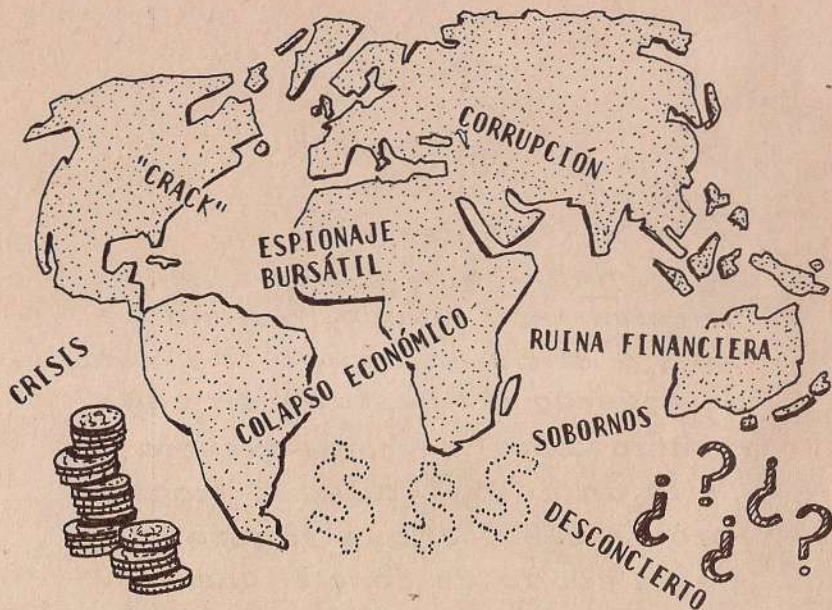 CORRUPCIÓN
"CRACK"
ESPIONAJE
BURSÁTIL
CRISIS
COLAPSO ECONÓMICO
RUINA FINANCIERA
SOBORNOS
$ $ $
DESCONCIERTO
¿ ? ¿ ¿ ?